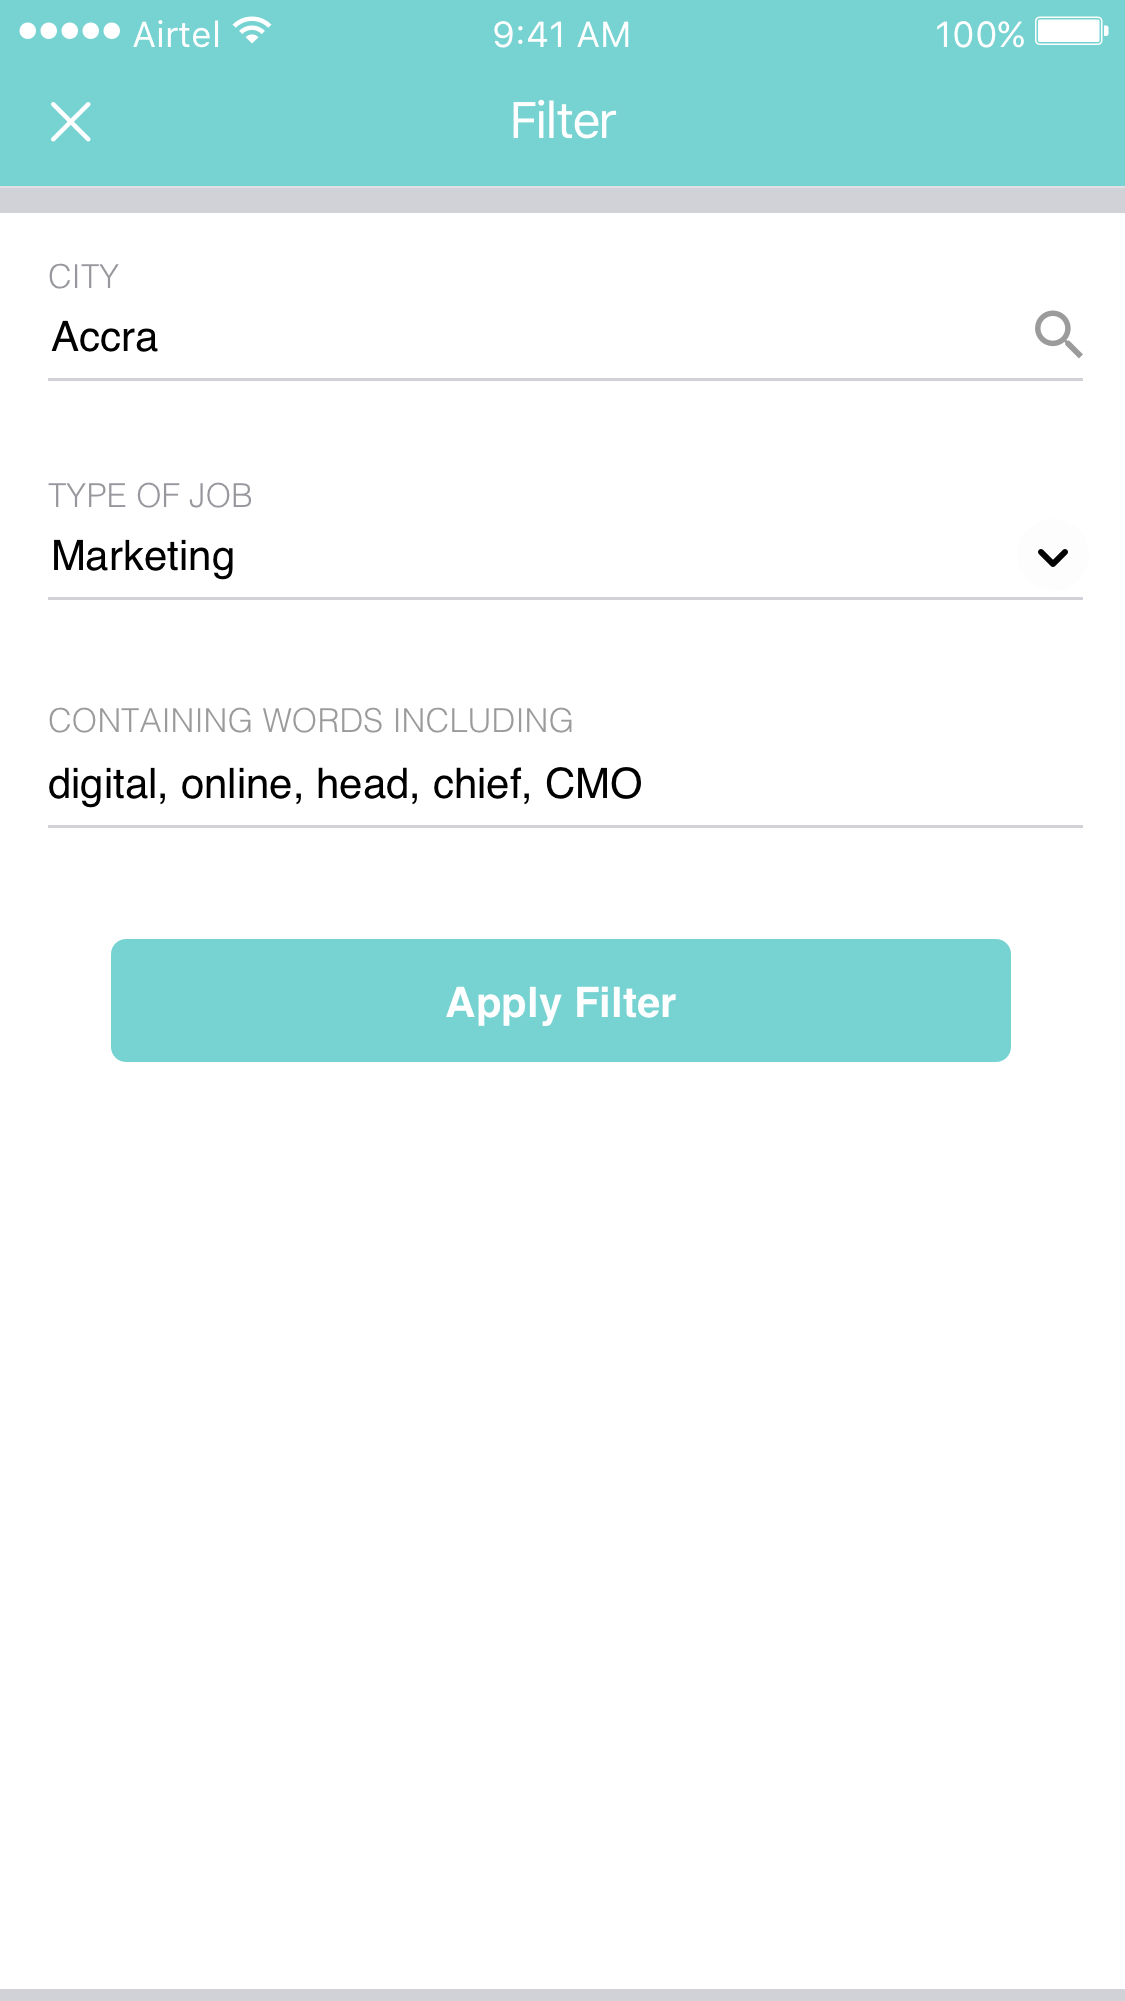 Airtel 9:41 AM 100%
Filter
CITY
Accra
TYPE OF JOB
Marketing
CONTAINING WORDS INCLUDING
digital, online, head, chief, CMO
Apply Filter